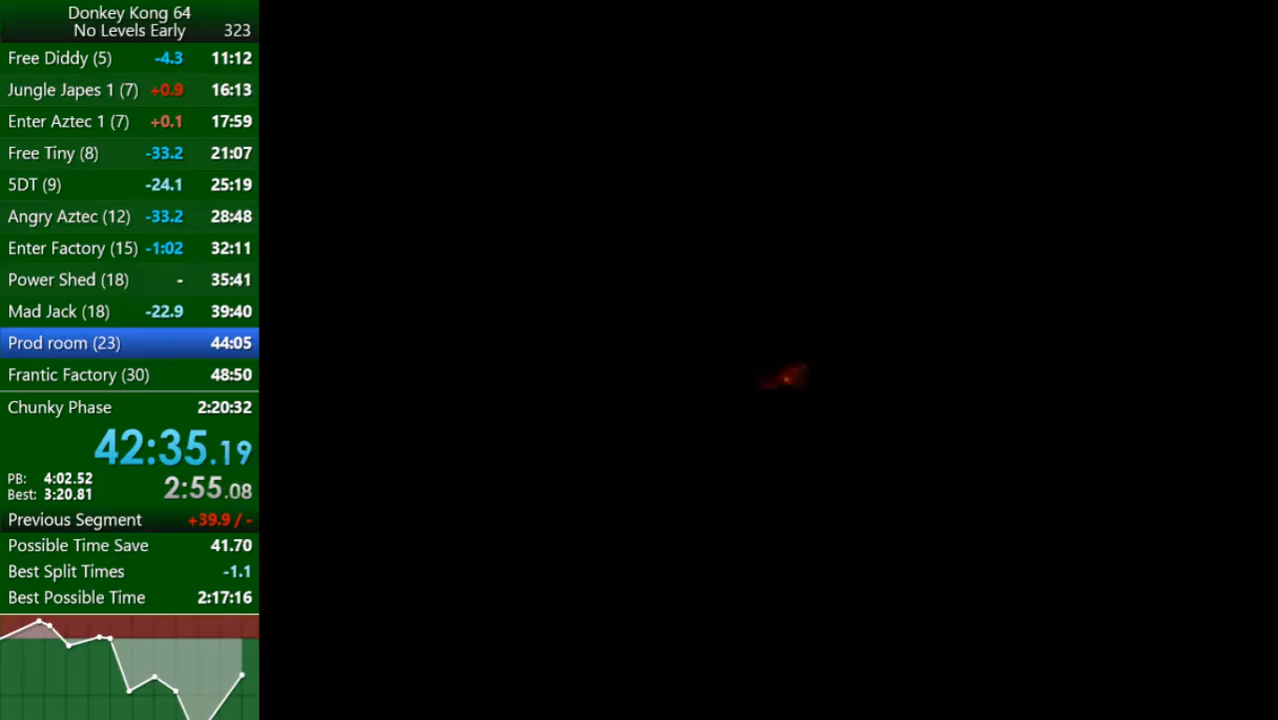 Donkey Kong 64
No Levels Early 323
Free Diddy (5) -4.3 11:12
Jungle Japes 1 (7) +0.9 16:13
Enter Aztec 1 (7) +0.1 17:59
Free Tiny (8) -33.2 21:07
5DT (9) -24.1 25:19
Angry Aztec (12) -33.2 28:48
Enter Factory (15) -1:02 32:11
Power Shed (18) - 35:41
Mad Jack (18) -22.9 39:40
Prod room (23) 44:05
Frantic Factory (30) 48:50
Chunky Phase 2:20:32
42:35.19
PB: 4:02.52
Best: 3:20.81
2:55.08
Previous Segment +39.9 / -
Possible Time Save 41.70
Best Split Times -1.1
Best Possible Time 2:17:16